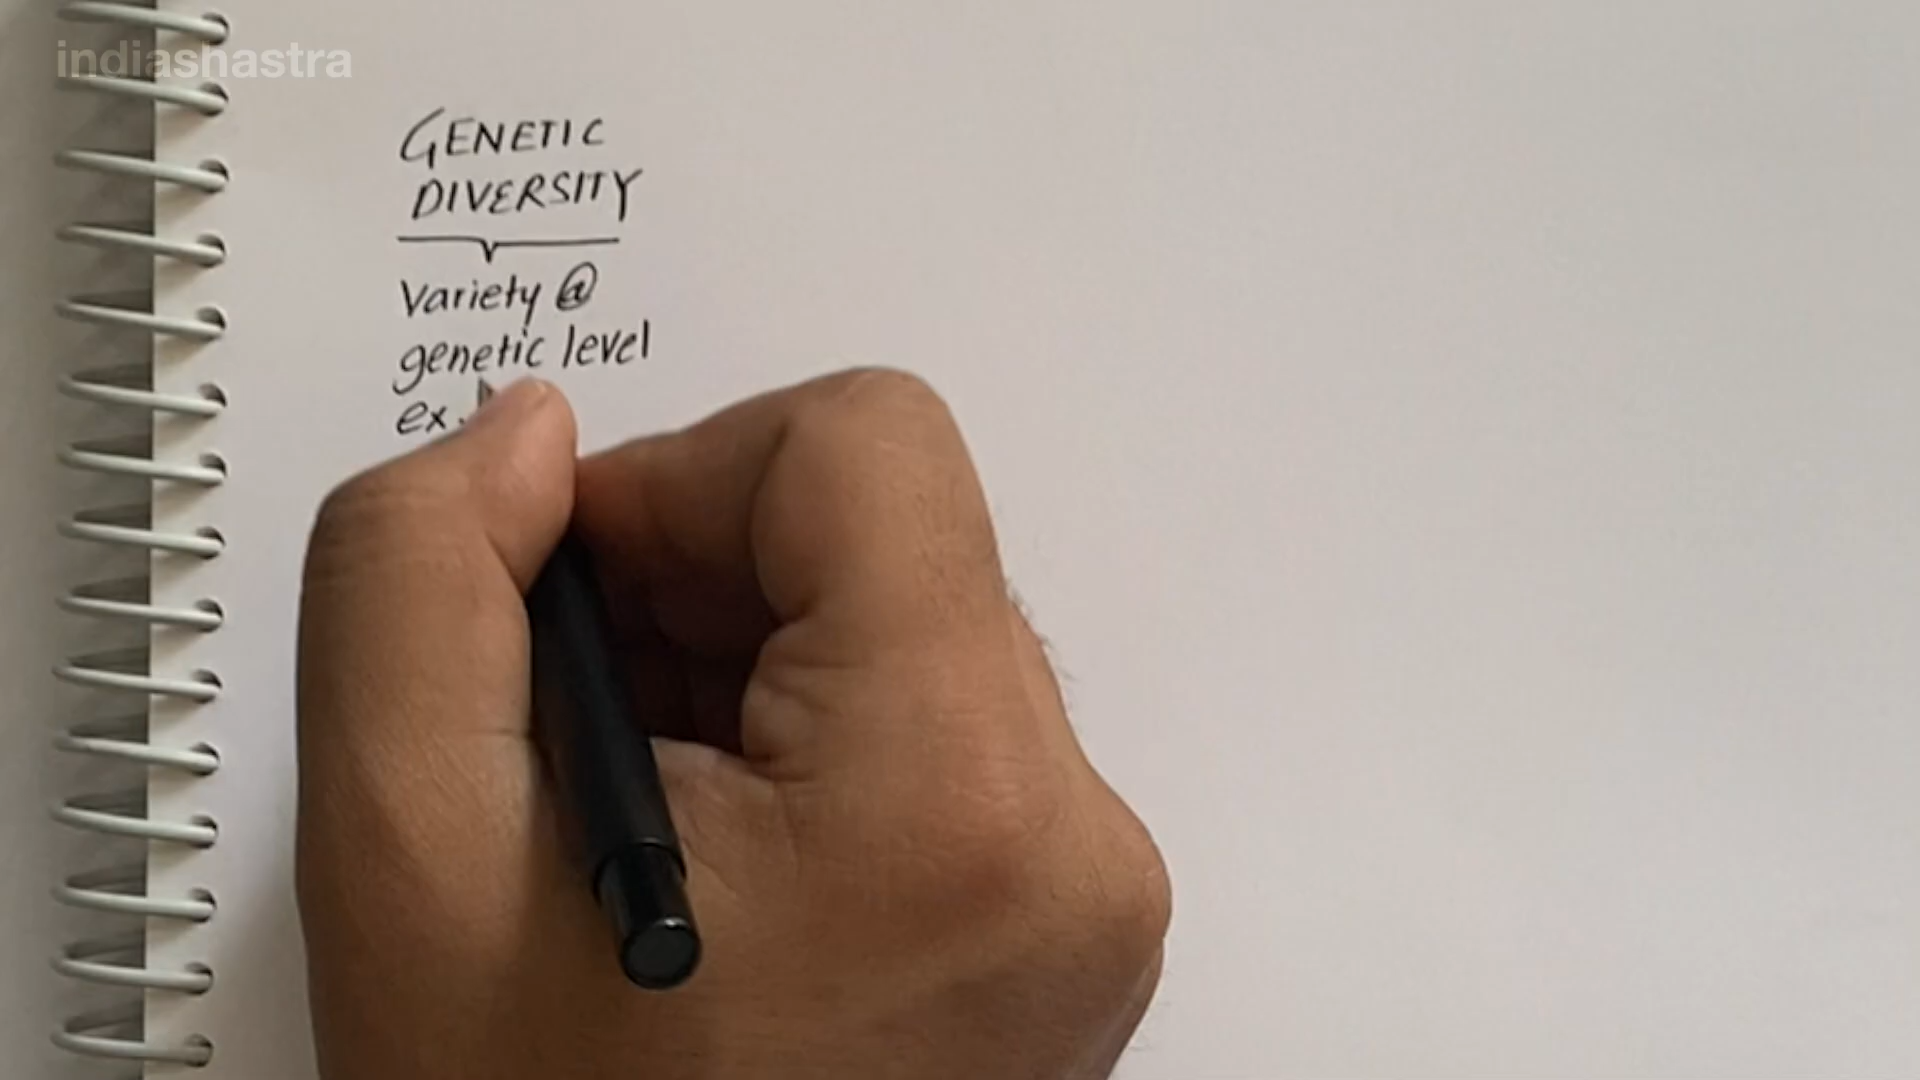 indiashastra
GENETIC
DIVERSITY
Variety @
genetic level
ex.